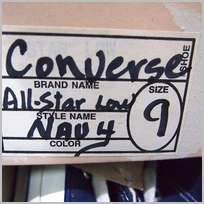 Converse
SHOE
BRAND NAME
All-Star Low
SIZE
STYLE NAME
9
Navy
COLOR